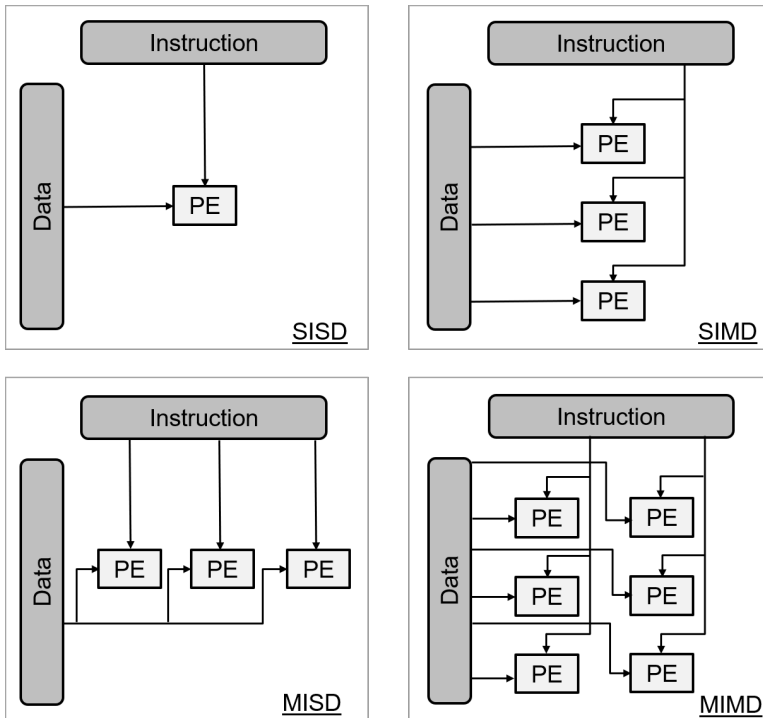 Instruction
Data
PE
SISD
Instruction
Data
PE
PE
PE
SIMD
Instruction
Data
PE
PE
PE
MISD
Instruction
Data
PE
PE
PE
PE
PE
PE
MIMD